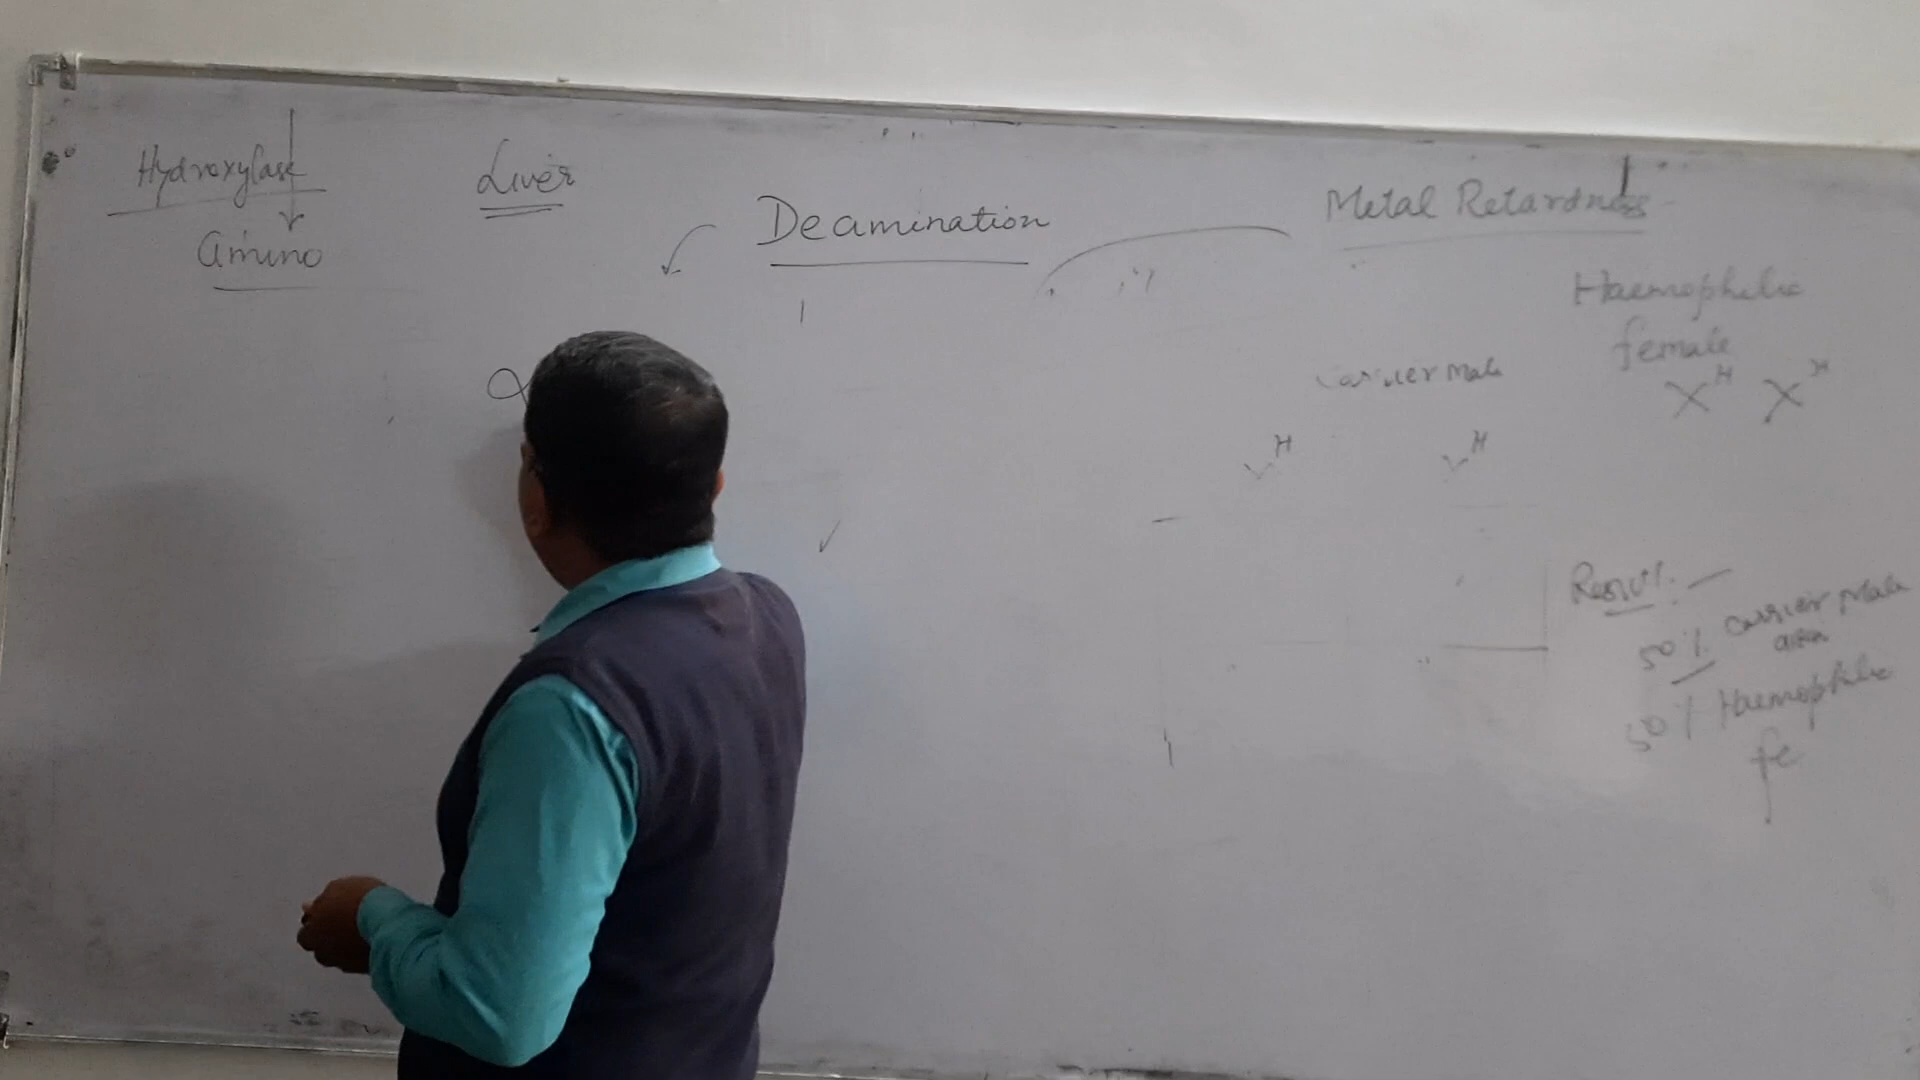 Hydroxylase
amino
Liver
Deamination
Metal Retardness
Haemophilic
female
X^H X^H
carrier male
H H
Result
50% carrier male
50% Haemophilic
fe